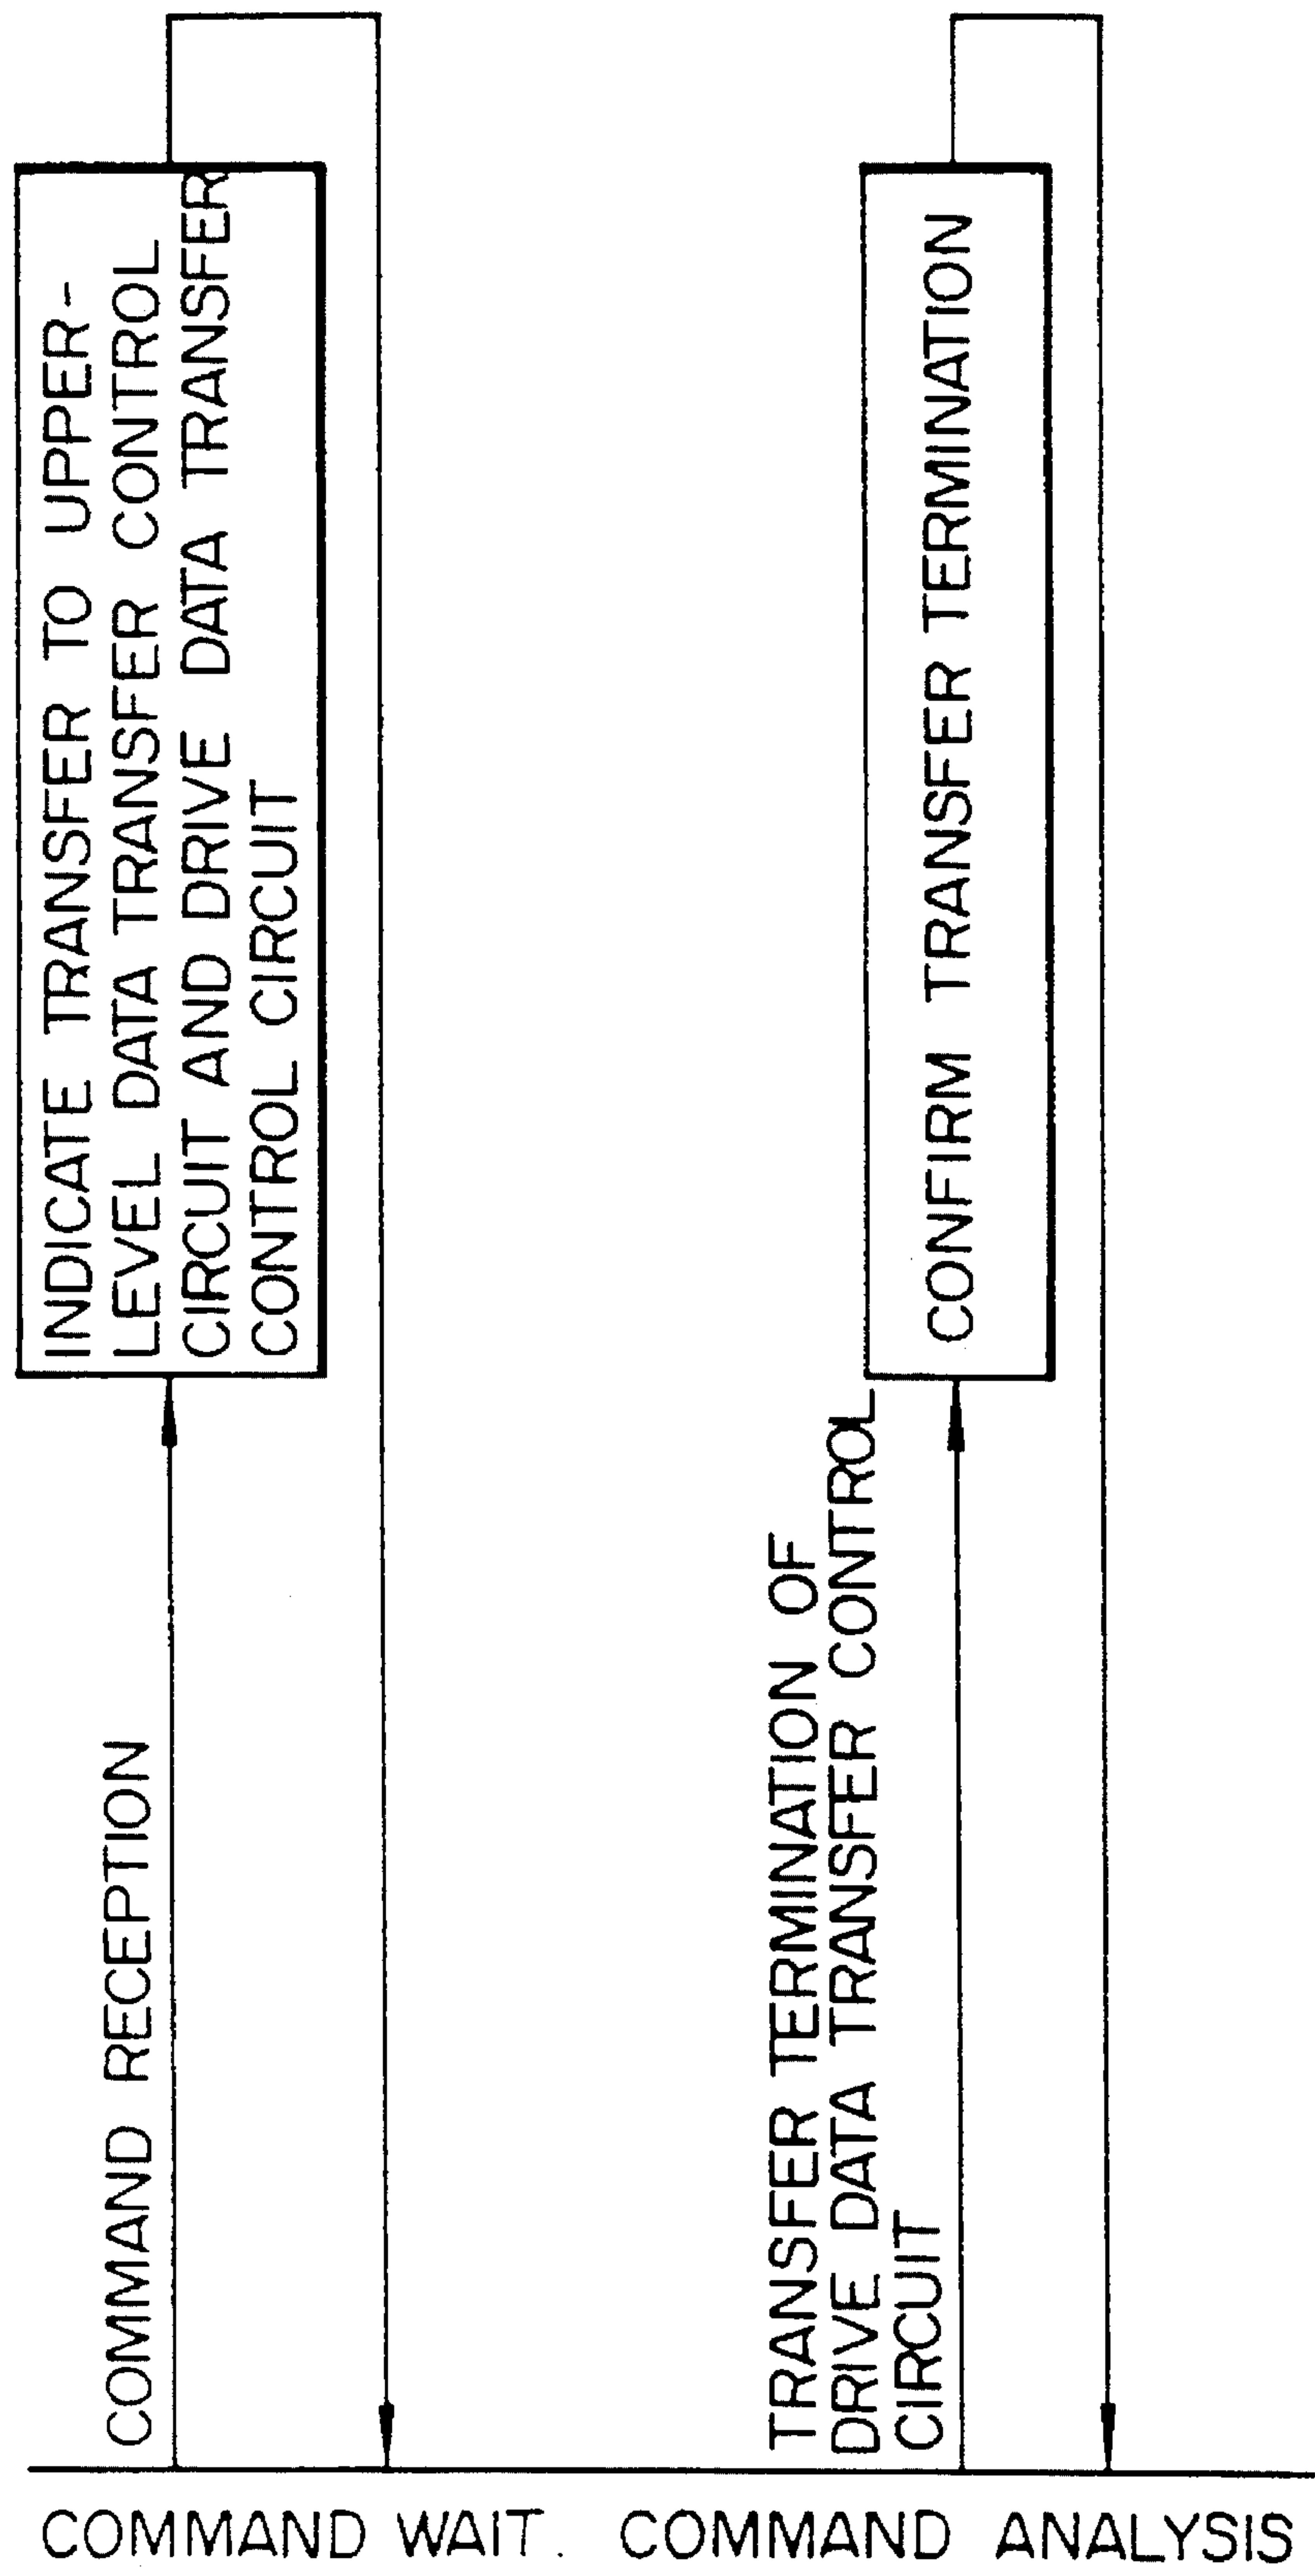 INDICATE TRANSFER TO UPPER-
LEVEL DATA TRANSFER CONTROL
CIRCUIT AND DRIVE DATA TRANSFER
CONTROL CIRCUIT
COMMAND RECEPTION
CONFIRM TRANSFER TERMINATION
TRANSFER TERMINATION OF
DRIVE DATA TRANSFER CONTROL
CIRCUIT
COMMAND WAIT. COMMAND ANALYSIS